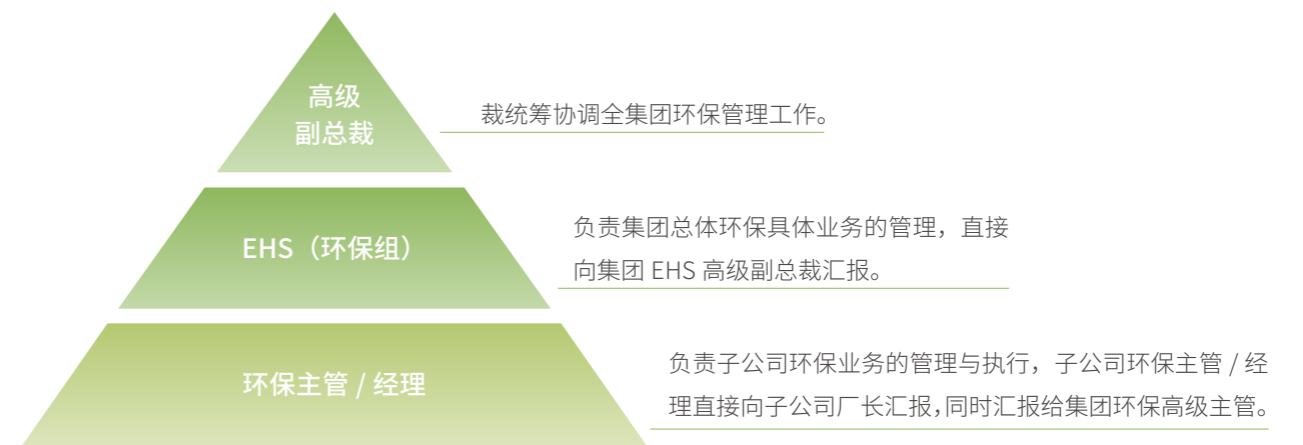 高级
副总裁
裁统筹协调全集团环保管理工作。
EHS（环保组）
负责集团总体环保具体业务的管理，直接
向集团 EHS 高级副总裁汇报。
环保主管 / 经理
负责子公司环保业务的管理与执行，子公司环保主管 / 经
理直接向子公司厂长汇报，同时汇报给集团环保高级主管。